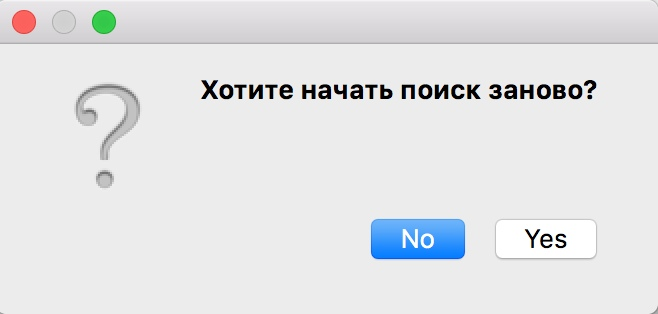 Хотите начать поиск заново?
No
Yes